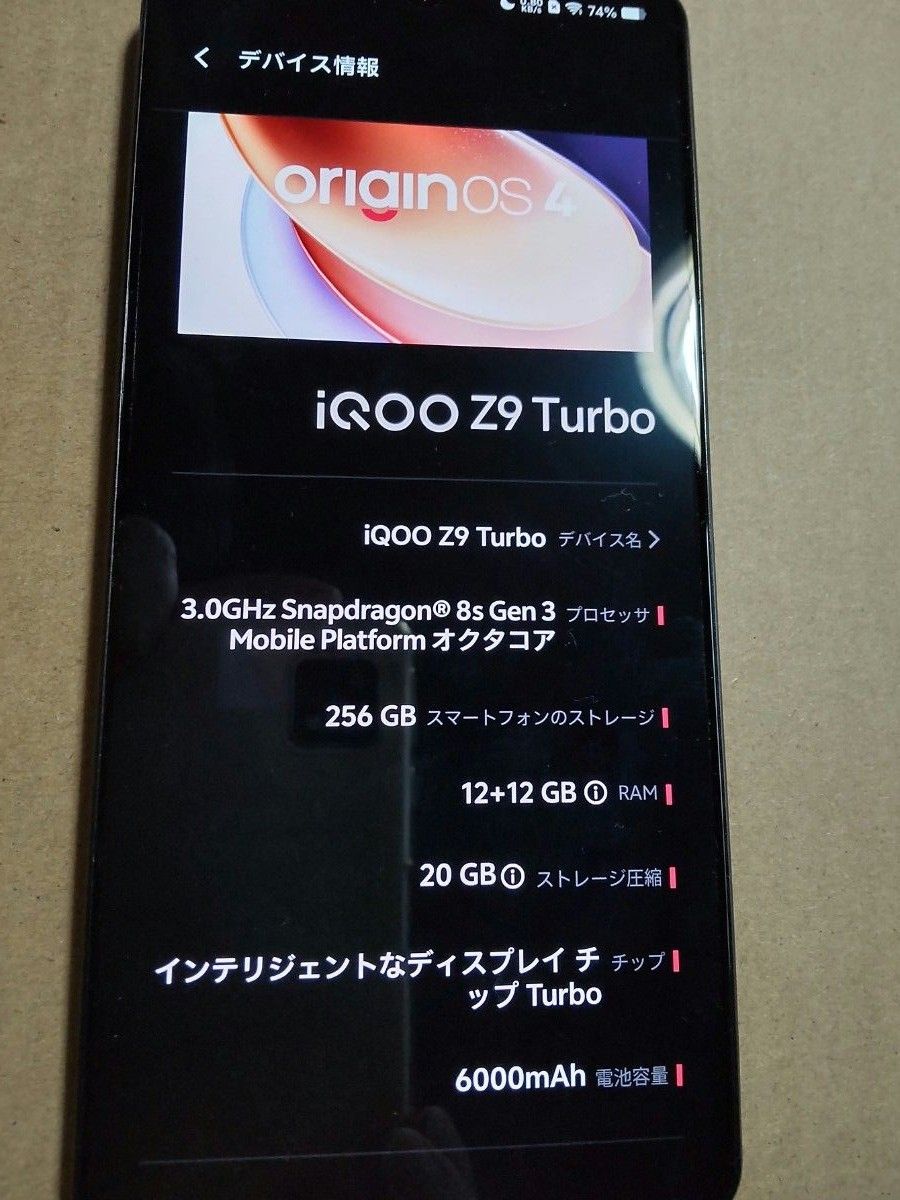 0.80 KB/s 74%
デバイス情報
originOS 4
iQOO Z9 Turbo
iQOO Z9 Turbo デバイス名
3.0GHz Snapdragon® 8s Gen 3 プロセッサ
Mobile Platform オクタコア
256 GB スマートフォンのストレージ
12+12 GB RAM
20 GB ストレージ圧縮
インテリジェントなディスプレイ チ チップ
ップ Turbo
6000mAh 電池容量